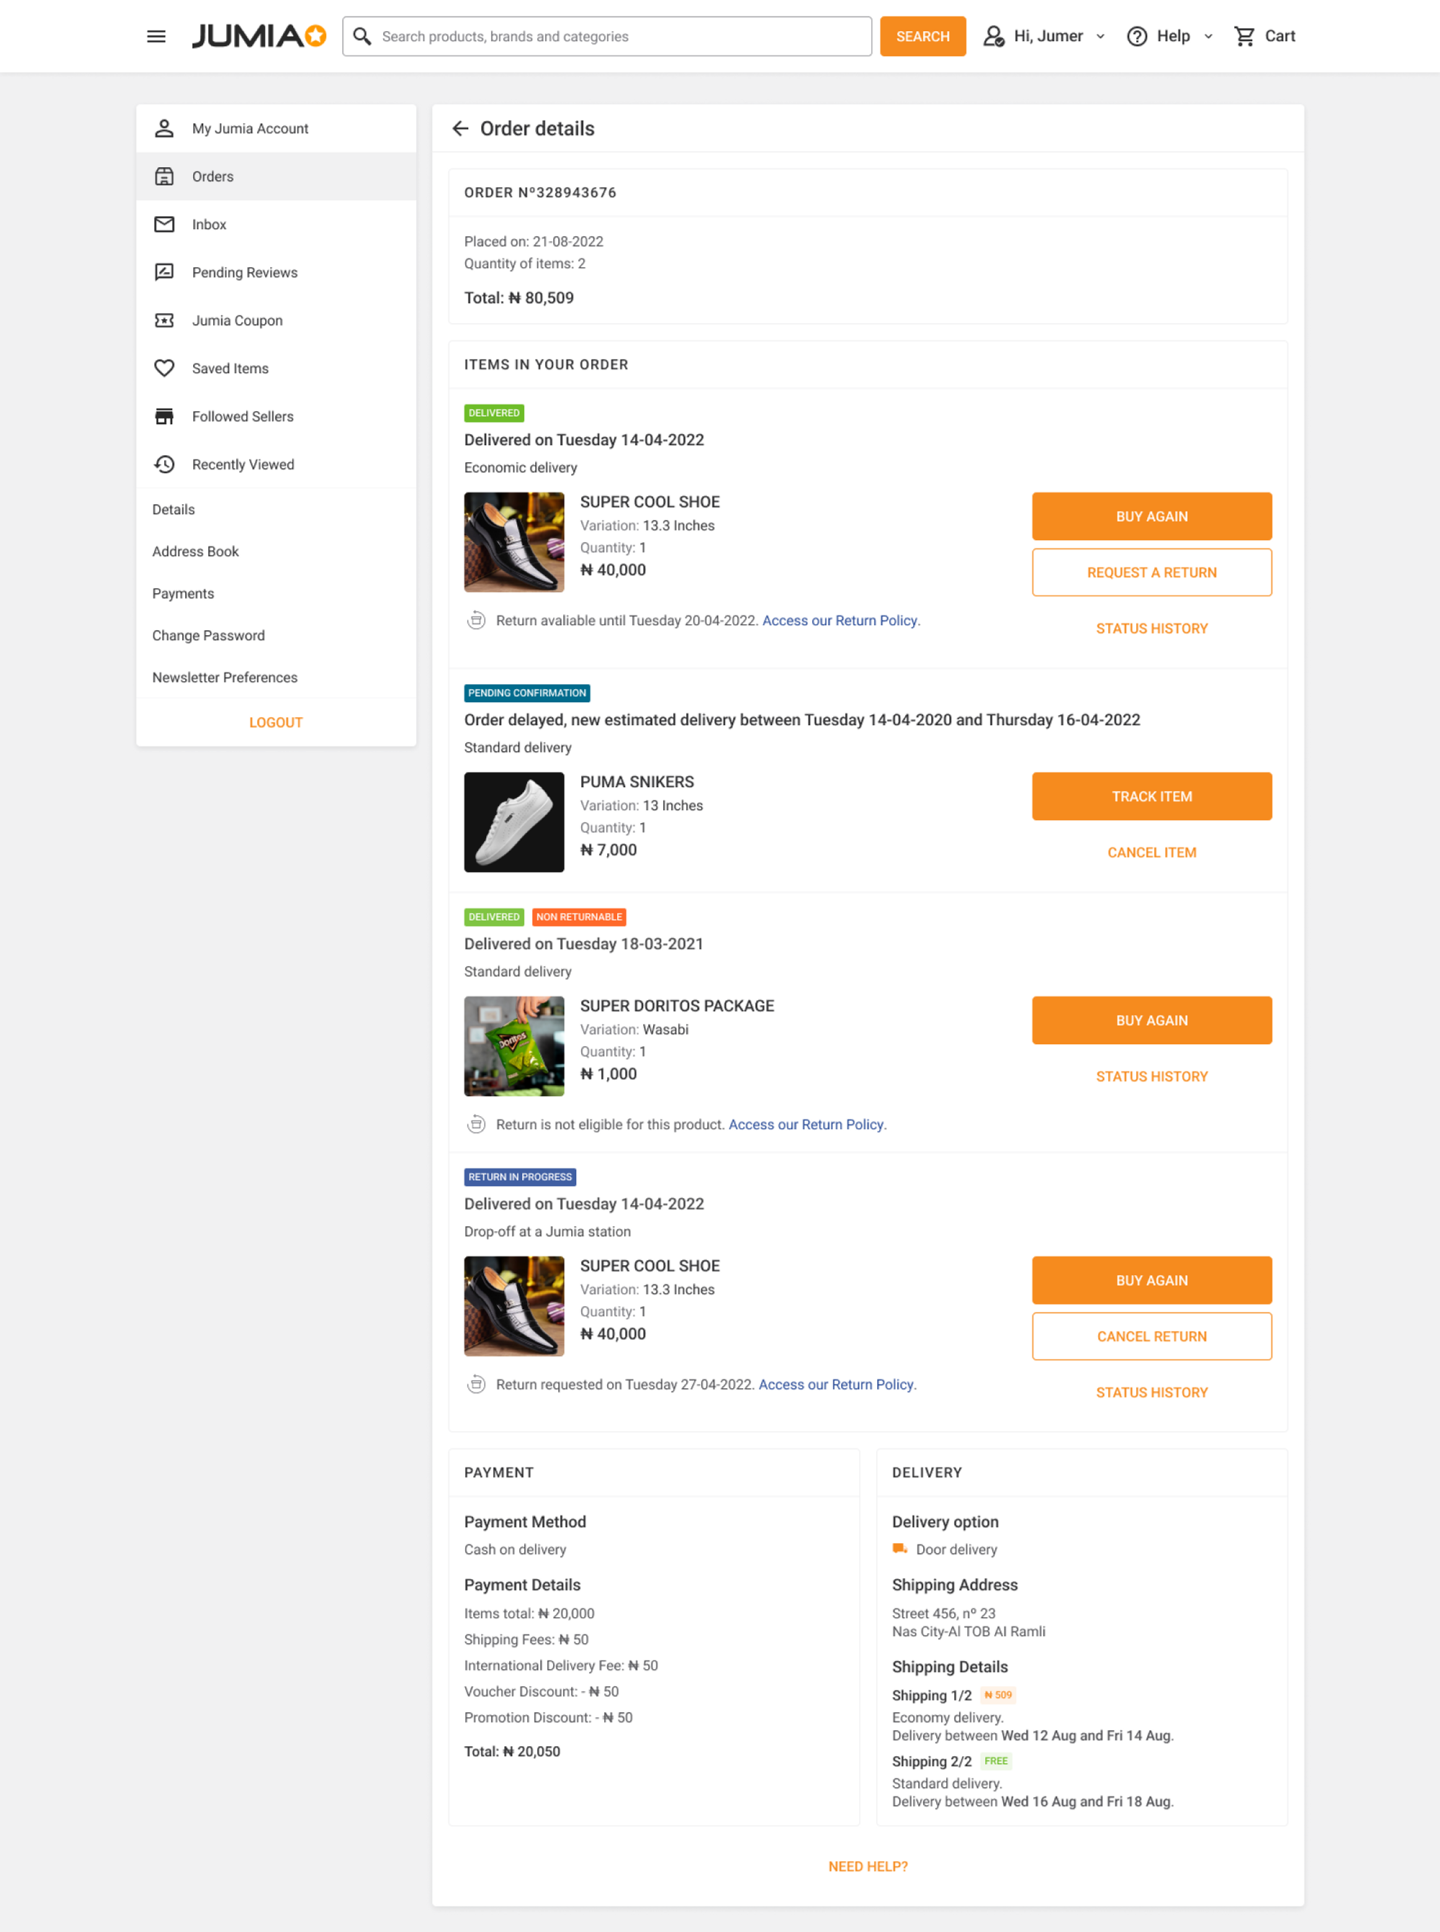 JUMIA
Search products, brands and categories
SEARCH
Hi, Jumer
Help
Cart
My Jumia Account
Orders
Inbox
Pending Reviews
Jumia Coupon
Saved Items
Followed Sellers
Recently Viewed
Details
Address Book
Payments
Change Password
Newsletter Preferences
LOGOUT
Order details
ORDER Nº328943676
Placed on: 21-08-2022
Quantity of items: 2
Total: ₦ 80,509
ITEMS IN YOUR ORDER
DELIVERED
Delivered on Tuesday 14-04-2022
Economic delivery
SUPER COOL SHOE
Variation: 13.3 Inches
Quantity: 1
₦ 40,000
BUY AGAIN
REQUEST A RETURN
Return avaliable until Tuesday 20-04-2022. Access our Return Policy.
STATUS HISTORY
PENDING CONFIRMATION
Order delayed, new estimated delivery between Tuesday 14-04-2020 and Thursday 16-04-2022
Standard delivery
PUMA SNIKERS
Variation: 13 Inches
Quantity: 1
₦ 7,000
TRACK ITEM
CANCEL ITEM
DELIVERED NON RETURNABLE
Delivered on Tuesday 18-03-2021
Standard delivery
Doritos
SUPER DORITOS PACKAGE
Variation: Wasabi
Quantity: 1
₦ 1,000
BUY AGAIN
STATUS HISTORY
Return is not eligible for this product. Access our Return Policy.
RETURN IN PROGRESS
Delivered on Tuesday 14-04-2022
Drop-off at a Jumia station
SUPER COOL SHOE
Variation: 13.3 Inches
Quantity: 1
₦ 40,000
BUY AGAIN
CANCEL RETURN
Return requested on Tuesday 27-04-2022. Access our Return Policy.
STATUS HISTORY
PAYMENT
Payment Method
Cash on delivery
Payment Details
Items total: ₦ 20,000
Shipping Fees: ₦ 50
International Delivery Fee: ₦ 50
Voucher Discount: - ₦ 50
Promotion Discount: - ₦ 50
Total: ₦ 20,050
DELIVERY
Delivery option
Door delivery
Shipping Address
Street 456, nº 23
Nas City-Al TOB Al Ramli
Shipping Details
Shipping 1/2 ₦ 509
Economy delivery.
Delivery between Wed 12 Aug and Fri 14 Aug.
Shipping 2/2 FREE
Standard delivery.
Delivery between Wed 16 Aug and Fri 18 Aug.
NEED HELP?